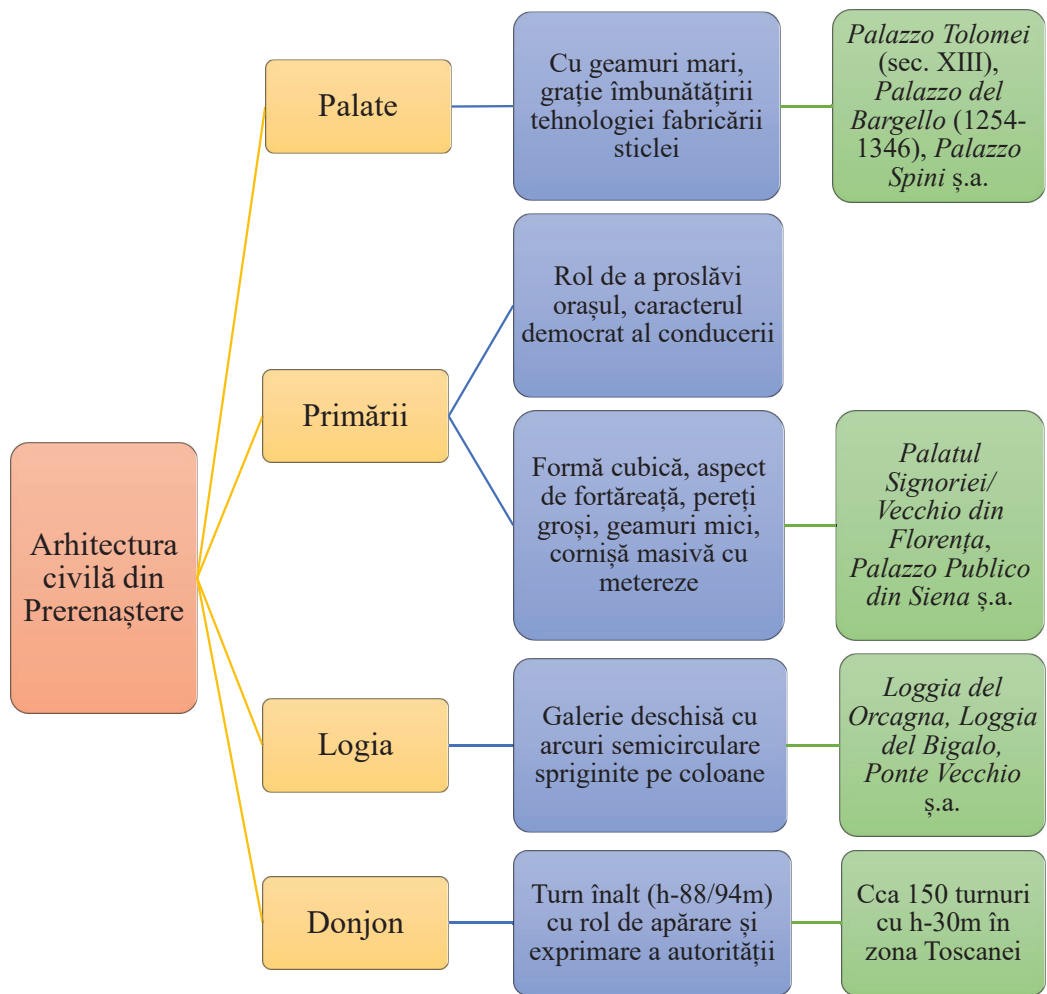 Arhitectura
civilă din
Prerenaștere
Palate
Cu geamuri mari,
grație îmbunătățirii
tehnologiei fabricării
sticlei
Palazzo Tolomei
(sec. XIII),
Palazzo del
Bargello (1254-
1346), Palazzo
Spini ș.a.
Primării
Rol de a proslăvi
orașul, caracterul
democrat al conducerii
Formă cubică, aspect
de fortăreață, pereți
groși, geamuri mici,
cornișă masivă cu
metereze
Palatul
Signoriei/
Vecchio din
Florența,
Palazzo Publico
din Siena ș.a.
Logia
Galerie deschisă cu
arcuri semicirculare
spriginite pe coloane
Loggia del
Orcagna, Loggia
del Bigalo,
Ponte Vecchio
ș.a.
Donjon
Turn înalt (h-88/94m)
cu rol de apărare și
exprimare a autorității
Cca 150 turnuri
cu h-30m în
zona Toscanei